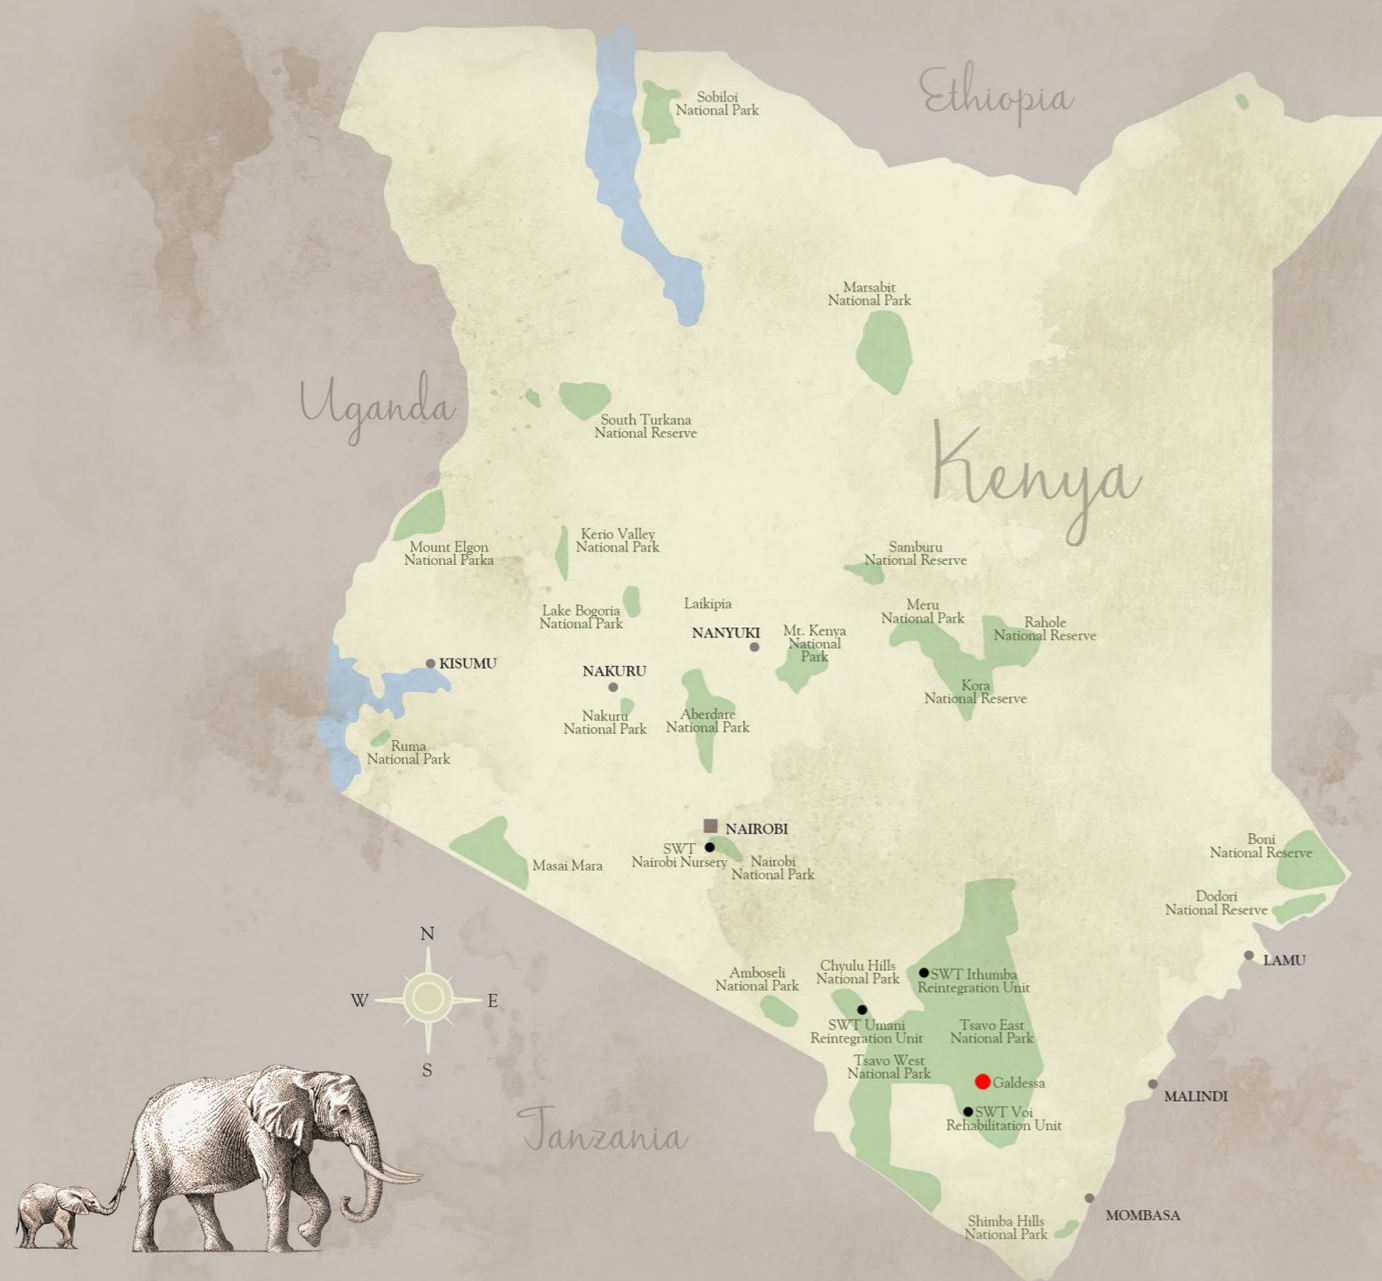 Ethiopia
Sobiloi
National Park
Marsabit
National Park
Uganda
South Turkana
National Reserve
Kenya
Mount Elgon
National Parka
Kerio Valley
National Park
Samburu
National Reserve
Lake Bogoria
National Park
Laikipia
NANYUKI
Mt. Kenya
National
Park
Meru
National Park
Rahole
National Reserve
KISUMU
NAKURU
Kora
National Reserve
Nakuru
National Park
Aberdare
National Park
Ruma
National Park
NAIROBI
SWT
Nairobi Nursery
Nairobi
National Park
Masai Mara
Boni
National Reserve
Dodori
National Reserve
LAMU
N
W
E
S
Amboseli
National Park
Chyulu Hills
National Park
SWT Ithumba
Reintegration Unit
SWT Umani
Reintegration Unit
Tsavo East
National Park
Tsavo West
National Park
Galdessa
MALINDI
SWT Voi
Rehabilitation Unit
Tanzania
MOMBASA
Shimba Hills
National Park